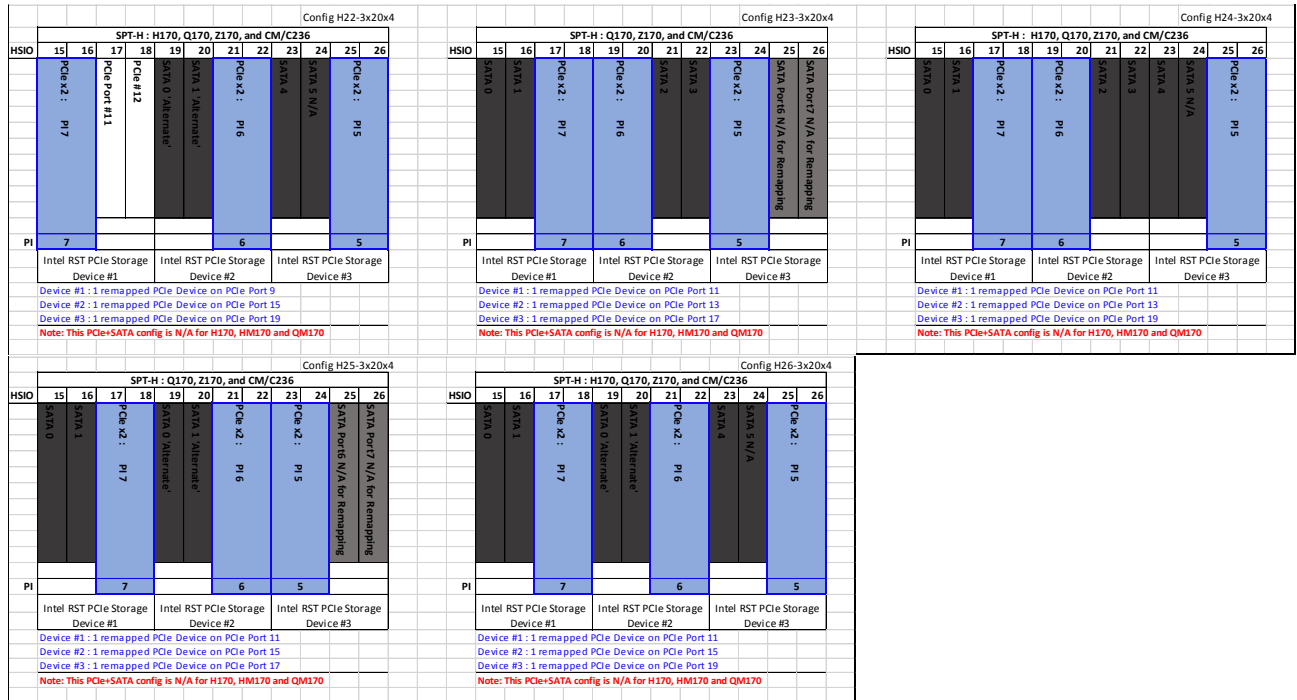 Config H22-3x20x4
SPT-H : H170, Q170, Z170, and CM/C236
HSIO 15 16 17 18 19 20 21 22 23 24 25 26
PCIe x2 : PI 7
PCIe Port #11
PCIe #12
SATA 0 'Alternate'
SATA 1 'Alternate'
PCIe x2 : PI 6
SATA 4
SATA 5 N/A
PCIe x2 : PI 5
PI 7 6 5
Intel RST PCIe Storage Device #1
Intel RST PCIe Storage Device #2
Intel RST PCIe Storage Device #3
Device #1 : 1 remapped PCIe Device on PCIe Port 9
Device #2 : 1 remapped PCIe Device on PCIe Port 15
Device #3 : 1 remapped PCIe Device on PCIe Port 19
Note: This PCIe+SATA config is N/A for H170, HM170 and QM170
Config H23-3x20x4
SPT-H : Q170, Z170, and CM/C236
HSIO 15 16 17 18 19 20 21 22 23 24 25 26
SATA 0
SATA 1
PCIe x2 : PI 7
PCIe x2 : PI 6
SATA 2
SATA 3
PCIe x2 : PI 5
SATA Port6 N/A for Remapping
SATA Port7 N/A for Remapping
PI 7 6 5
Intel RST PCIe Storage Device #1
Intel RST PCIe Storage Device #2
Intel RST PCIe Storage Device #3
Device #1 : 1 remapped PCIe Device on PCIe Port 11
Device #2 : 1 remapped PCIe Device on PCIe Port 13
Device #3 : 1 remapped PCIe Device on PCIe Port 17
Note: This PCIe+SATA config is N/A for H170, HM170 and QM170
Config H24-3x20x4
SPT-H : H170, Q170, Z170, and CM/C236
HSIO 15 16 17 18 19 20 21 22 23 24 25 26
SATA 0
SATA 1
PCIe x2 : PI 7
PCIe x2 : PI 6
SATA 2
SATA 3
SATA 4
SATA 5 N/A
PCIe x2 : PI 5
PI 7 6 5
Intel RST PCIe Storage Device #1
Intel RST PCIe Storage Device #2
Intel RST PCIe Storage Device #3
Device #1 : 1 remapped PCIe Device on PCIe Port 11
Device #2 : 1 remapped PCIe Device on PCIe Port 13
Device #3 : 1 remapped PCIe Device on PCIe Port 19
Note: This PCIe+SATA config is N/A for H170, HM170 and QM170
Config H25-3x20x4
SPT-H : Q170, Z170, and CM/C236
HSIO 15 16 17 18 19 20 21 22 23 24 25 26
SATA 0
SATA 1
PCIe x2 : PI 7
SATA 0 'Alternate'
SATA 1 'Alternate'
PCIe x2 : PI 6
PCIe x2 : PI 5
SATA Port6 N/A for Remapping
SATA Port7 N/A for Remapping
PI 7 6 5
Intel RST PCIe Storage Device #1
Intel RST PCIe Storage Device #2
Intel RST PCIe Storage Device #3
Device #1 : 1 remapped PCIe Device on PCIe Port 11
Device #2 : 1 remapped PCIe Device on PCIe Port 15
Device #3 : 1 remapped PCIe Device on PCIe Port 17
Note: This PCIe+SATA config is N/A for H170, HM170 and QM170
Config H26-3x20x4
SPT-H : H170, Q170, Z170, and CM/C236
HSIO 15 16 17 18 19 20 21 22 23 24 25 26
SATA 0
SATA 1
PCIe x2 : PI 7
SATA 0 'Alternate'
SATA 1 'Alternate'
PCIe x2 : PI 6
SATA 4
SATA 5 N/A
PCIe x2 : PI 5
PI 7 6 5
Intel RST PCIe Storage Device #1
Intel RST PCIe Storage Device #2
Intel RST PCIe Storage Device #3
Device #1 : 1 remapped PCIe Device on PCIe Port 11
Device #2 : 1 remapped PCIe Device on PCIe Port 15
Device #3 : 1 remapped PCIe Device on PCIe Port 19
Note: This PCIe+SATA config is N/A for H170, HM170 and QM170